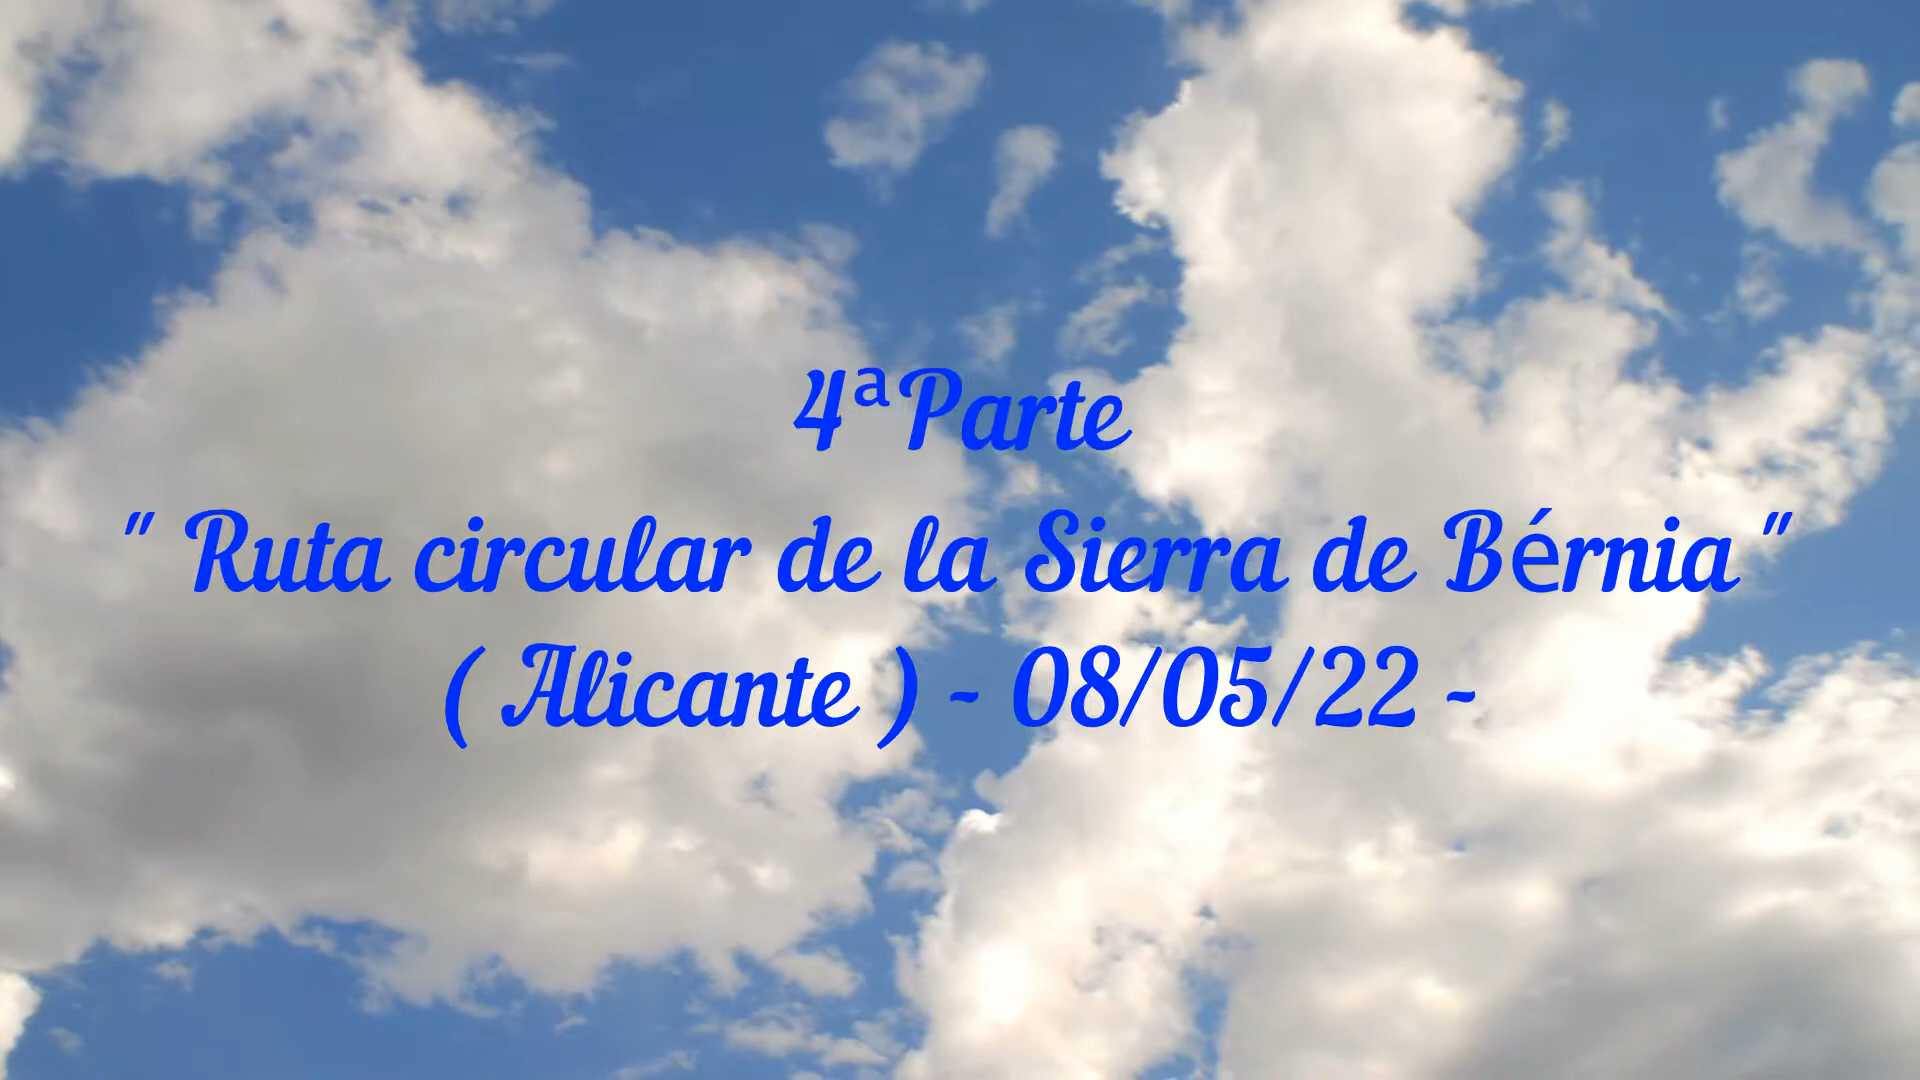 4ªParte
" Ruta circular de la Sierra de Bérnia "
( Alicante ) - 08/05/22 -